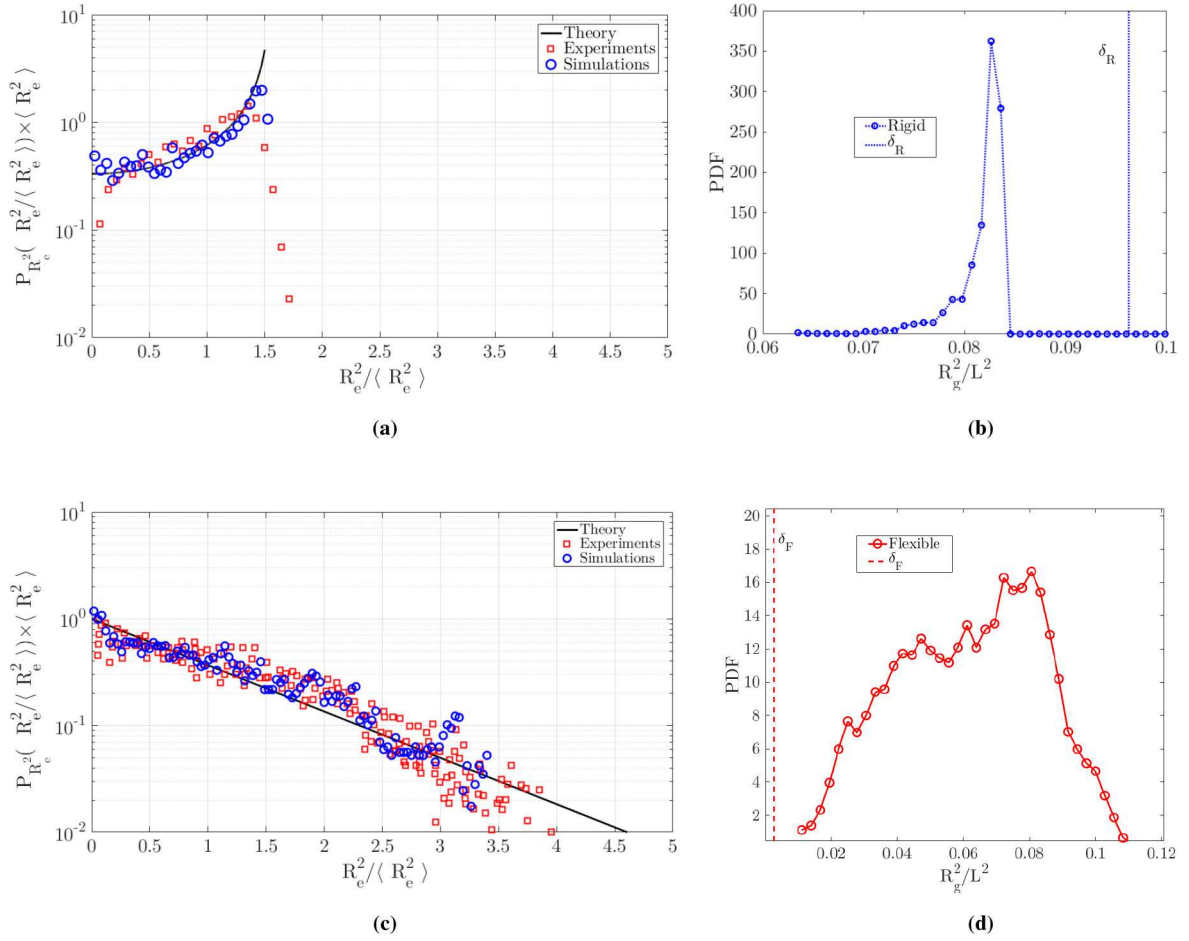 10^1
10^0
10^-1
10^-2
P_{R_e^2}( R_e^2/⟨ R_e^2 ⟩)×⟨ R_e^2 ⟩
Theory
Experiments
Simulations
0 0.5 1 1.5 2 2.5 3 3.5 4 4.5 5
R_e^2/⟨ R_e^2 ⟩
(a)
400
350
300
250
200
150
100
50
0
PDF
δ_R
Rigid
δ_R
0.06 0.07 0.08 0.09 0.1
R_g^2/L^2
(b)
10^1
10^0
10^-1
10^-2
P_{R_e^2}( R_e^2/⟨ R_e^2 ⟩)×⟨ R_e^2 ⟩
Theory
Experiments
Simulations
0 0.5 1 1.5 2 2.5 3 3.5 4 4.5 5
R_e^2/⟨ R_e^2 ⟩
(c)
20
18
16
14
12
10
8
6
4
2
PDF
δ_F
Flexible
δ_F
0.02 0.04 0.06 0.08 0.1 0.12
R_g^2/L^2
(d)